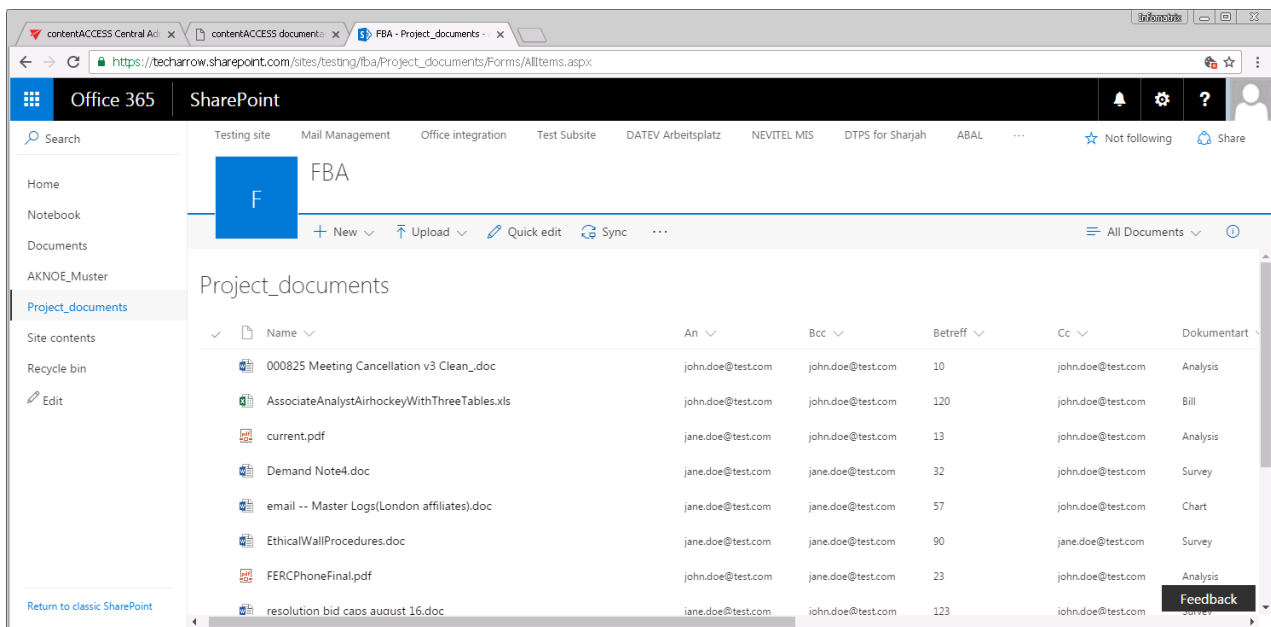 Infometrix
contentACCESS Central Ad
contentACCESS documenta
FBA - Project_documents -
https://techarrow.sharepoint.com/sites/testing/fba/Project_documents/Forms/AllItems.aspx
Office 365 SharePoint ?
Search
Testing site Mail Management Office integration Test Subsite DATEV Arbeitsplatz NEVITEL MIS DTPS for Sharjah ABAL ... Not following Share
F
FBA
Home
Notebook
Documents
AKNOE_Muster
Project_documents
Site contents
Recycle bin
Edit
Return to classic SharePoint
New Upload Quick edit Sync ... All Documents
Project_documents
Name An Bcc Betreff Cc Dokumentart
000825 Meeting Cancellation v3 Clean_.doc john.doe@test.com john.doe@test.com 10 john.doe@test.com Analysis
AssociateAnalystAirhockeyWithThreeTables.xls john.doe@test.com john.doe@test.com 120 john.doe@test.com Bill
current.pdf jane.doe@test.com john.doe@test.com 13 john.doe@test.com Analysis
Demand Note4.doc jane.doe@test.com jane.doe@test.com 32 john.doe@test.com Survey
email -- Master Logs(London affiliates).doc jane.doe@test.com jane.doe@test.com 57 john.doe@test.com Chart
EthicalWallProcedures.doc jane.doe@test.com jane.doe@test.com 90 jane.doe@test.com Survey
FERCPhoneFinal.pdf john.doe@test.com jane.doe@test.com 23 john.doe@test.com Analysis
resolution bid caps august 16.doc jane.doe@test.com john.doe@test.com 123 john.doe@test.com Survey
Feedback